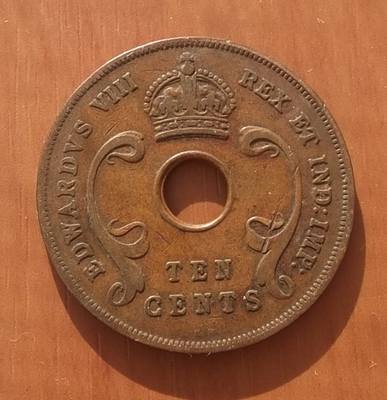 EDWARDVS VIII REX ET IND: IMP:
TEN
CENTS